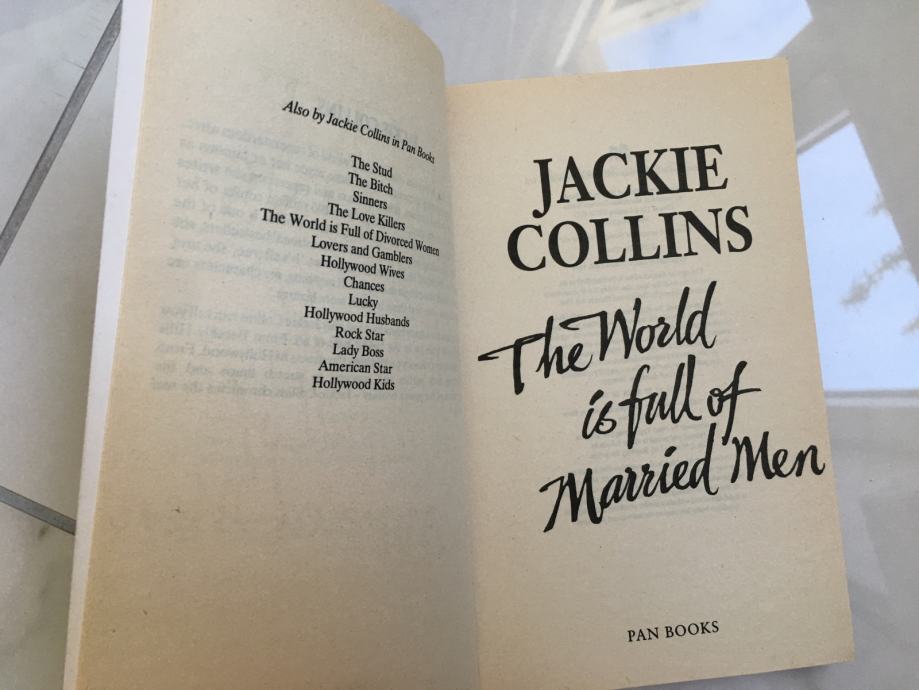 Also by Jackie Collins in Pan Books
The Stud
The Bitch
Sinners
The Love Killers
The World is Full of Divorced Women
Lovers and Gamblers
Hollywood Wives
Chances
Lucky
Hollywood Husbands
Rock Star
Lady Boss
American Star
Hollywood Kids
JACKIE
COLLINS
The World
is full of
Married Men
PAN BOOKS